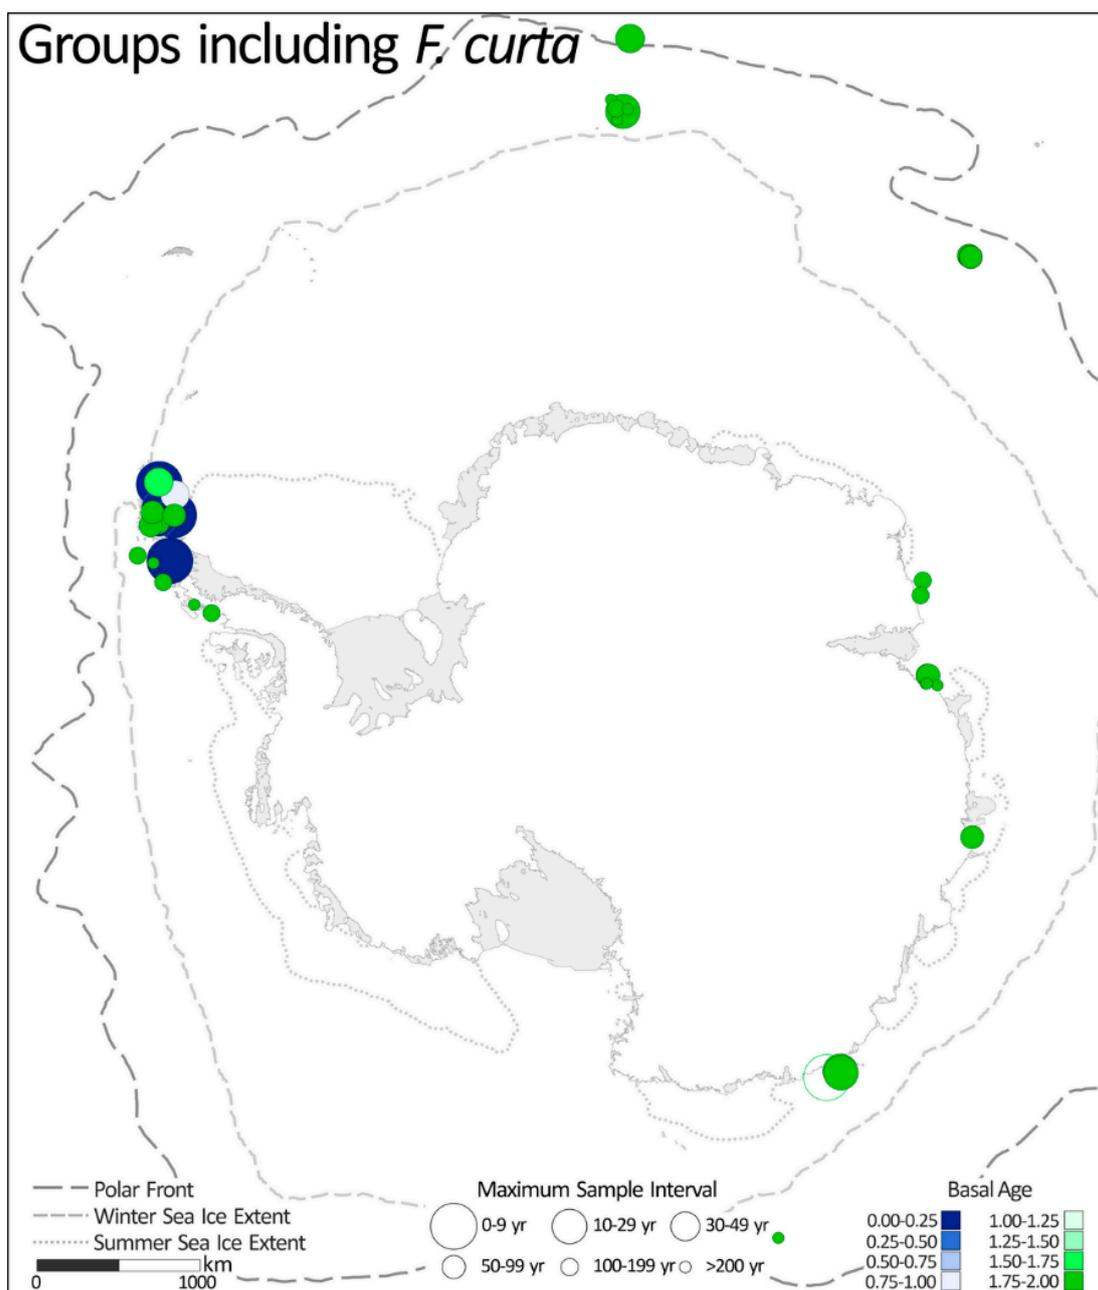 Groups including F. curta
Polar Front
Winter Sea Ice Extent
Summer Sea Ice Extent
km
0 1000
Maximum Sample Interval
0-9 yr 10-29 yr 30-49 yr
50-99 yr 100-199 yr >200 yr
Basal Age
0.00-0.25 1.00-1.25
0.25-0.50 1.25-1.50
0.50-0.75 1.50-1.75
0.75-1.00 1.75-2.00